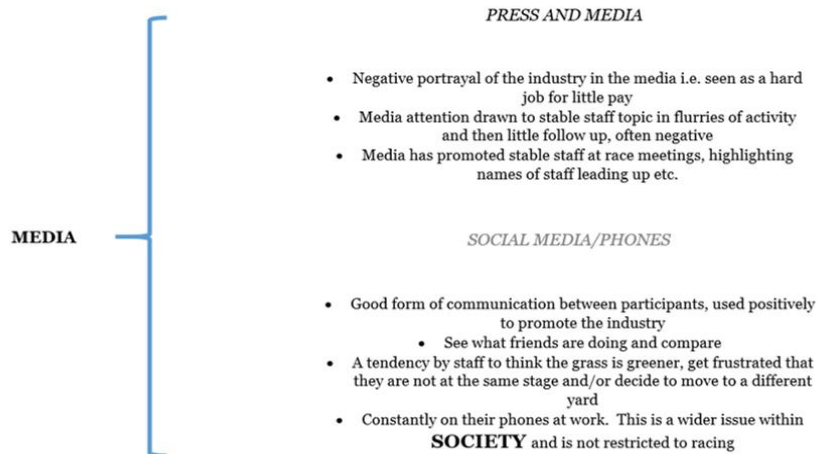 PRESS AND MEDIA
• Negative portrayal of the industry in the media i.e. seen as a hard
job for little pay
• Media attention drawn to stable staff topic in flurries of activity
and then little follow up, often negative
• Media has promoted stable staff at race meetings, highlighting
names of staff leading up etc.
MEDIA
SOCIAL MEDIA/PHONES
• Good form of communication between participants, used positively
to promote the industry
• See what friends are doing and compare
• A tendency by staff to think the grass is greener, get frustrated that
they are not at the same stage and/or decide to move to a different
yard
• Constantly on their phones at work. This is a wider issue within
SOCIETY and is not restricted to racing